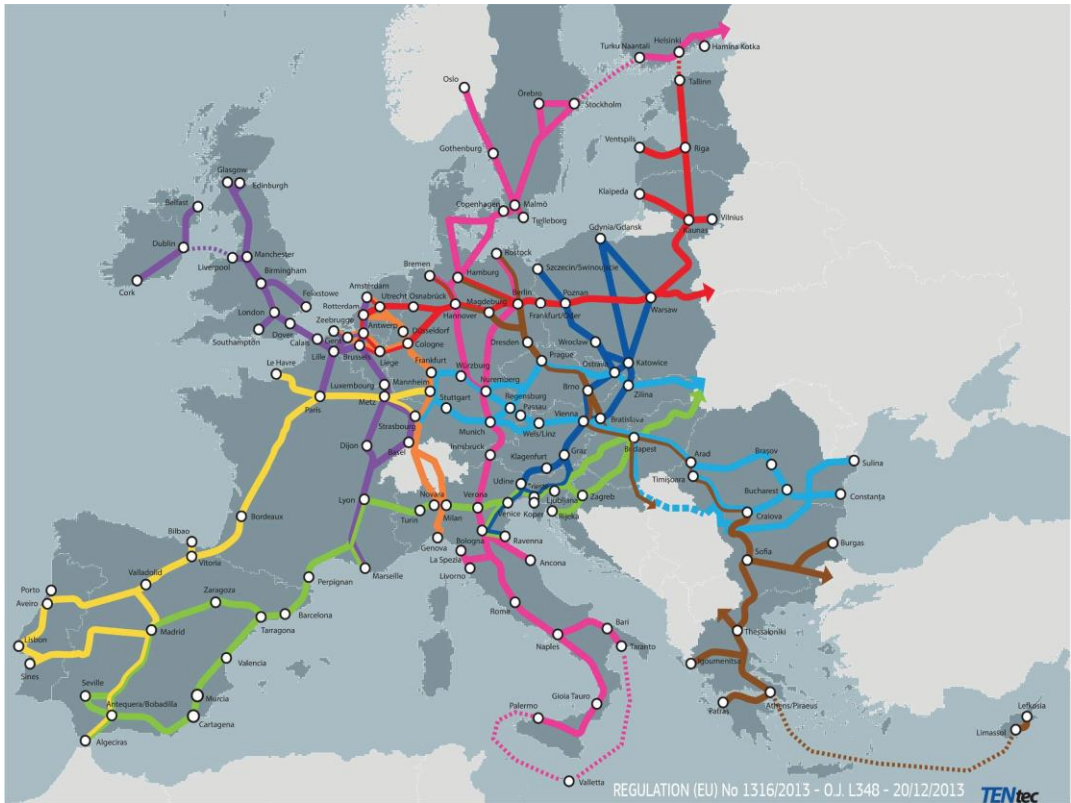 Helsinki
Turku Naantali
Hamina Kotka
Oslo
Örebro
Stockholm
Tallinn
Gothenburg
Ventspils
Riga
Glasgow
Edinburgh
Klaipeda
Belfast
Copenhagen
Malmö
Trelleborg
Vilnius
Kaunas
Gdynia/Gdansk
Dublin
Manchester
Liverpool
Rostock
Bremen
Hamburg
Szczecin/Swinoujscie
Birmingham
Cork
Felixstowe
Amsterdam
Utrecht
Osnabrück
Berlin
Poznan
Rotterdam
Magdeburg
Warsaw
London
Zeebrugge
Hannover
Frankfurt/Oder
Southampton
Dover
Calais
Gent
Antwerp
Düsseldorf
Cologne
Dresden
Wroclaw
Lille
Brussels
Liege
Prague
Katowice
Le Havre
Frankfurt
Würzburg
Ostrava
Luxembourg
Mannheim
Nuremberg
Brno
Zilina
Paris
Metz
Stuttgart
Regensburg
Passau
Strasbourg
Munich
Wels/Linz
Vienna
Bratislava
Dijon
Basel
Innsbruck
Budapest
Klagenfurt
Graz
Arad
Braşov
Sulina
Udine
Timişoara
Lyon
Novara
Verona
Trieste
Ljubljana
Zagreb
Bucharest
Constanţa
Turin
Milan
Venice
Koper
Rijeka
Craiova
Bordeaux
Bilbao
Genova
Bologna
Ravenna
Sofia
Burgas
Vitoria
Marseille
La Spezia
Ancona
Livorno
Valladolid
Perpignan
Porto
Zaragoza
Aveiro
Rome
Barcelona
Tarragona
Bari
Thessaloniki
Lisbon
Madrid
Naples
Taranto
Igoumenitsa
Sines
Valencia
Seville
Murcia
Gioia Tauro
Patras
Athens/Piraeus
Antequera/Bobadilla
Palermo
Lefkosia
Cartagena
Limassol
Algeciras
Valletta
REGULATION (EU) No 1316/2013 - O.J. L348 - 20/12/2013
TENtec